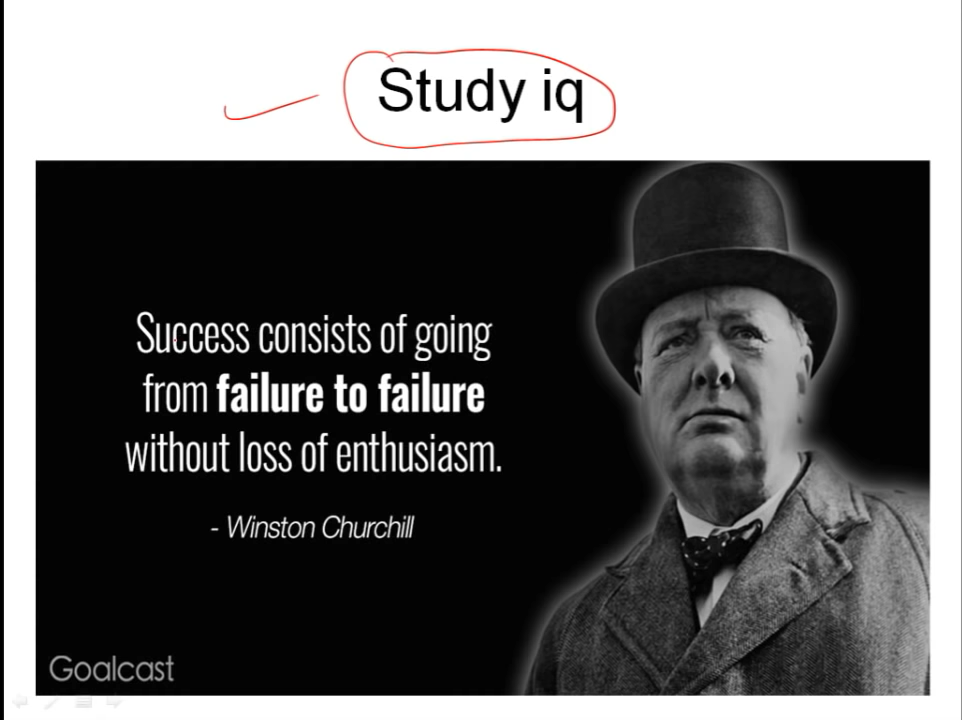 Study iq
Success consists of going
from failure to failure
without loss of enthusiasm.
- Winston Churchill
Goalcast